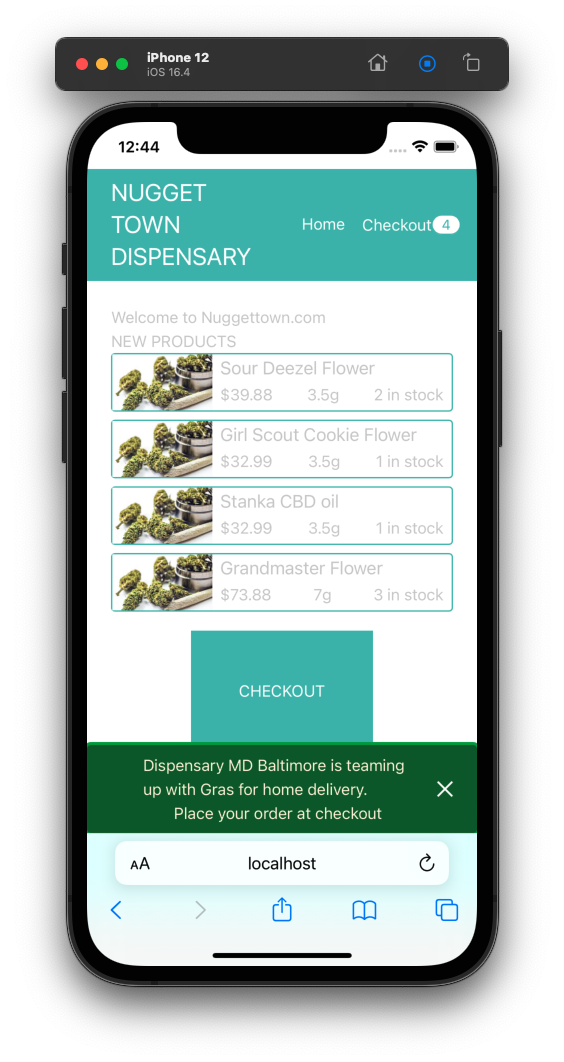 iPhone 12
iOS 16.4
12:44
NUGGET
TOWN
DISPENSARY
Home Checkout 4
Welcome to Nuggettown.com
NEW PRODUCTS
Sour Deezel Flower
$39.88 3.5g 2 in stock
Girl Scout Cookie Flower
$32.99 3.5g 1 in stock
Stanka CBD oil
$32.99 3.5g 1 in stock
Grandmaster Flower
$73.88 7g 3 in stock
CHECKOUT
Dispensary MD Baltimore is teaming
up with Gras for home delivery.
Place your order at checkout
AA localhost